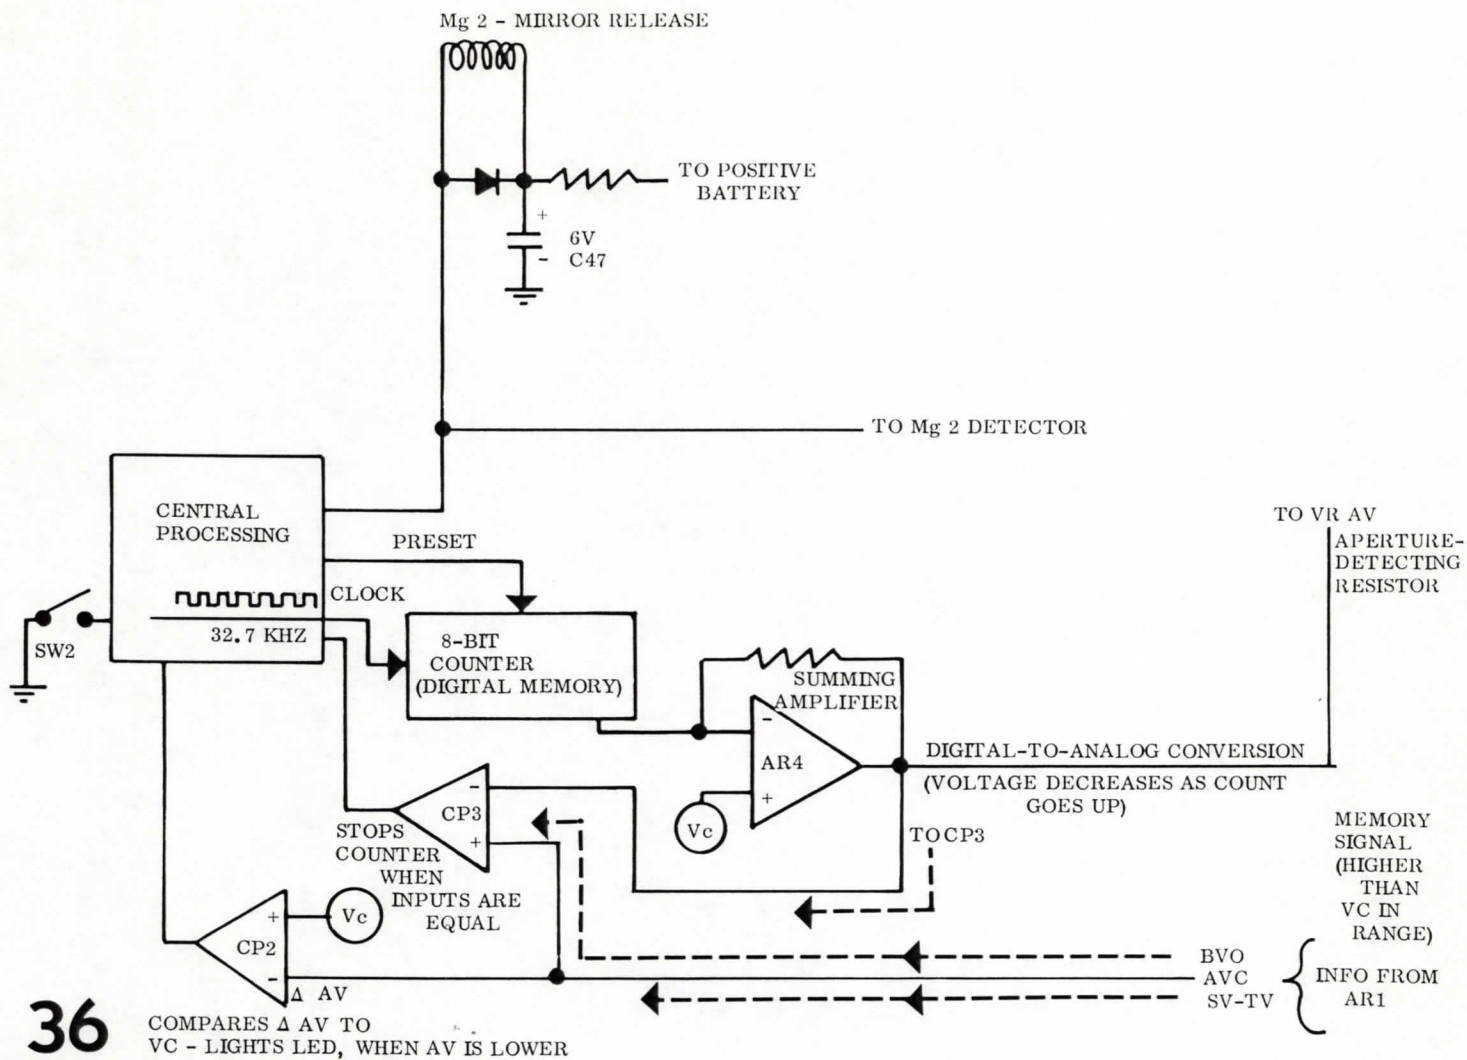 Mg 2 - MIRROR RELEASE
TO POSITIVE
BATTERY
+
6V
C47
-
TO Mg 2 DETECTOR
CENTRAL
PROCESSING
PRESET
CLOCK
32.7 KHZ
SW2
8-BIT
COUNTER
(DIGITAL MEMORY)
SUMMING
AMPLIFIER
-
AR4
+
Vc
TO VR AV
APERTURE-
DETECTING
RESISTOR
DIGITAL-TO-ANALOG CONVERSION
(VOLTAGE DECREASES AS COUNT
GOES UP)
TO CP3
-
CP3
+
STOPS
COUNTER
WHEN
INPUTS ARE
EQUAL
MEMORY
SIGNAL
(HIGHER
THAN
VC IN
RANGE)
+
Vc
CP2
-
Δ AV
BVO
AVC
SV-TV
INFO FROM
AR1
36
COMPARES Δ AV TO
VC - LIGHTS LED, WHEN AV IS LOWER